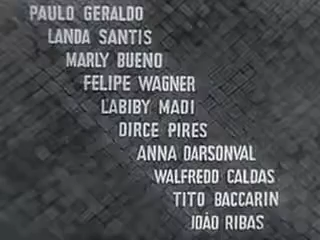 PAULO GERALDO
LANDA SANTIS
MARLY BUENO
FELIPE WAGNER
LABIBY MADI
DIRCE PIRES
ANNA DARSONVAL
WALFREDO CALDAS
TITO BACCARIN
JOÃO RIBAS